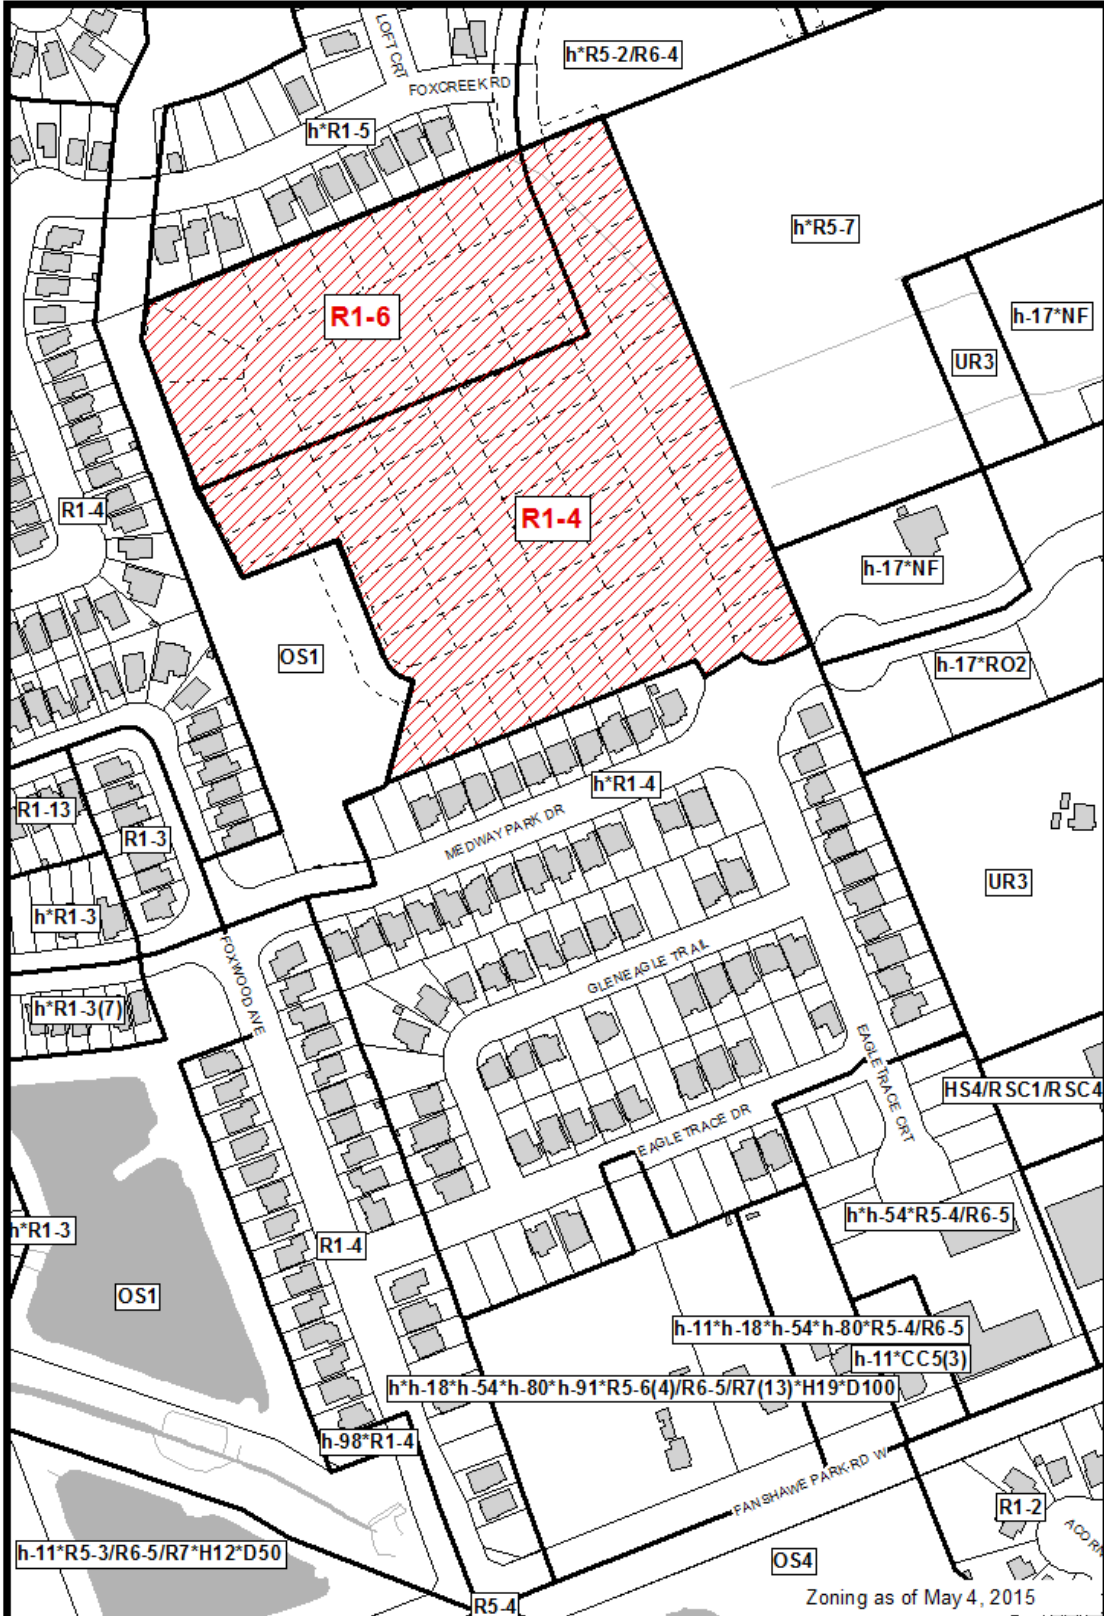 LOFT CRT
h*R5-2/R6-4
FOXCREEK RD
h*R1-5
h*R5-7
R1-6
h-17*NF
UR3
R1-4
R1-4
h-17*NF
OS1
h-17*RO2
h*R1-4
R1-13
R1-3
MEDWAY PARK DR
UR3
h*R1-3
FOXWOOD AVE
GLENEAGLE TRAIL
h*R1-3(7)
EAGLETRACE CRT
HS4/RSC1/RSC4
EAGLETRACE DR
h*R1-3
h*h-54*R5-4/R6-5
R1-4
OS1
h-11*h-18*h-54*h-80*R5-4/R6-5
h-11*CC5(3)
h*h-18*h-54*h-80*h-91*R5-6(4)/R6-5/R7(13)*H19*D100
h-98*R1-4
FANSHAWE PARK RD W
R1-2
ACORN
h-11*R5-3/R6-5/R7*H12*D50
OS4
R5-4
Zoning as of May 4, 2015